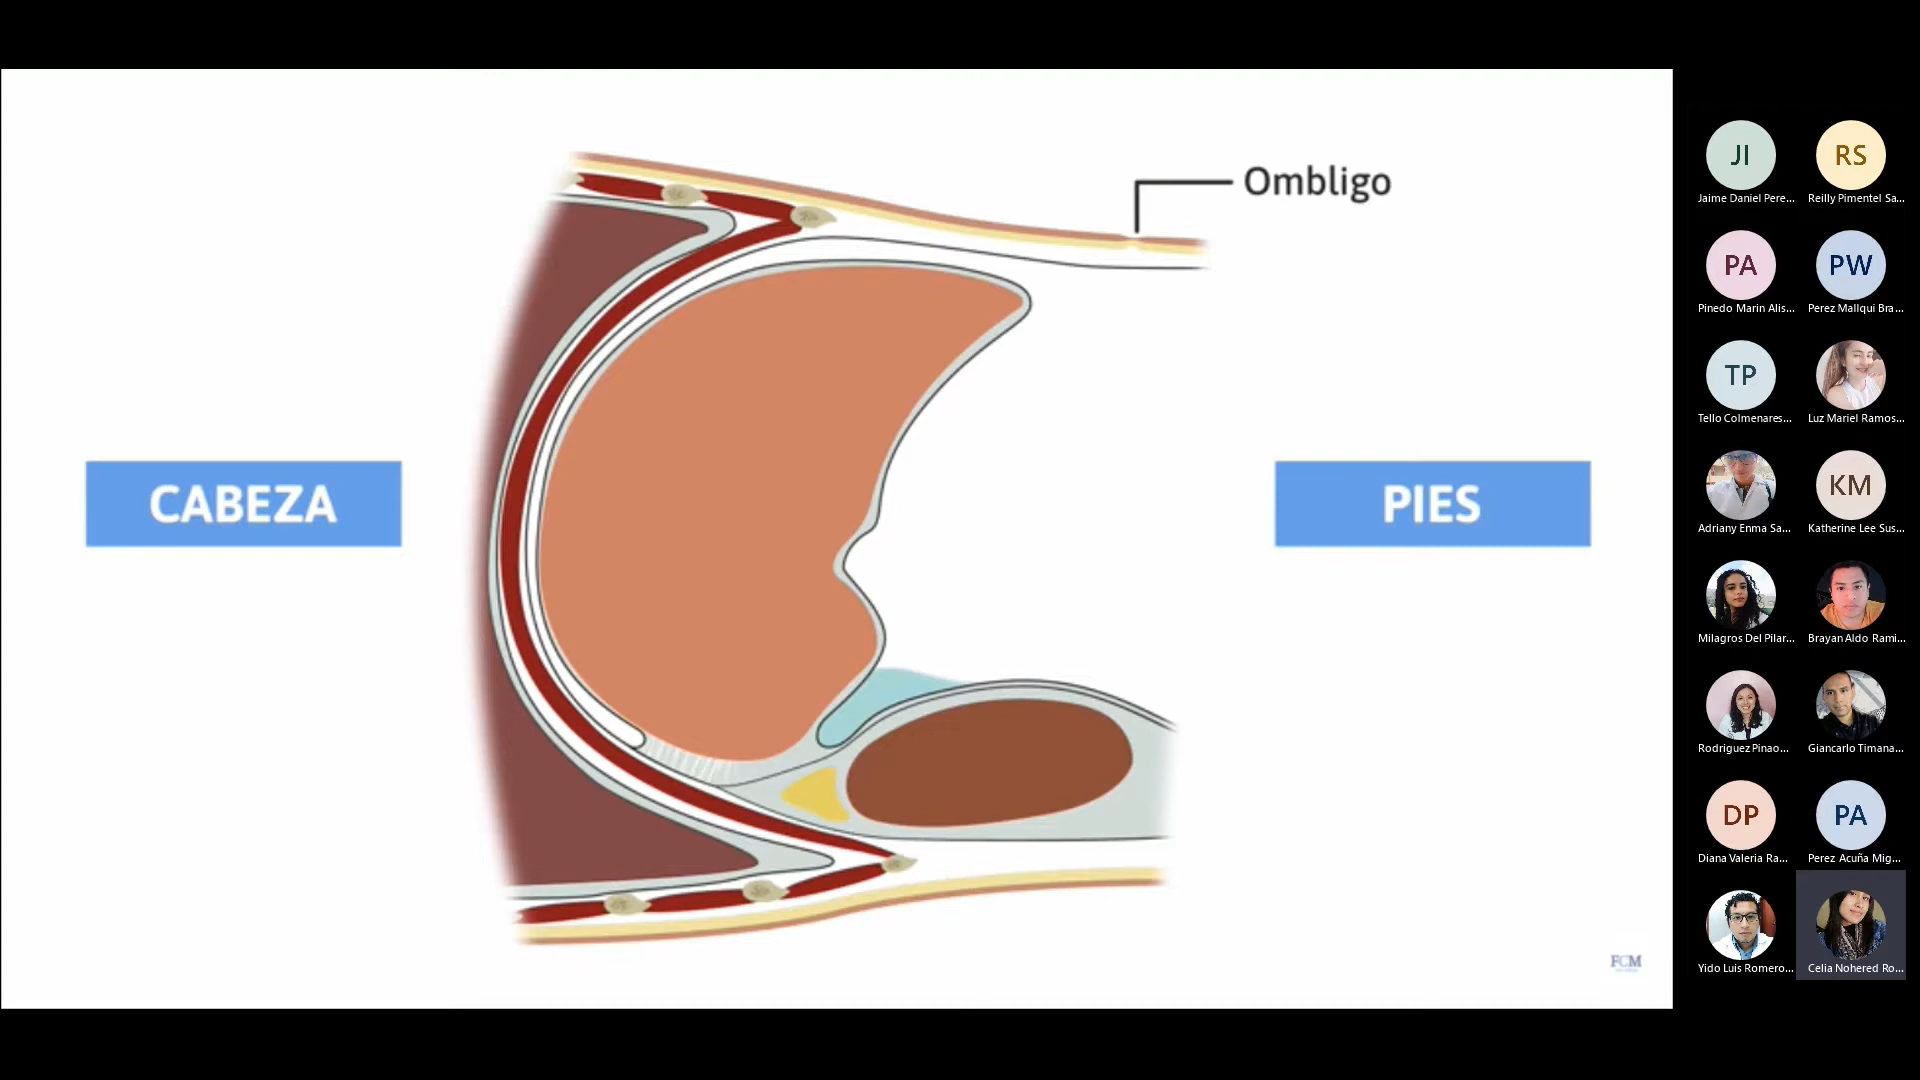 Ombligo
CABEZA
PIES
FCM
JI
RS
Jaime Daniel Pere...
Reilly Pimentel Sa...
PA
PW
Pinedo Marin Alis...
Perez Mallqui Bra...
TP
Tello Colmenares...
Luz Mariel Ramos...
KM
Adriany Enma Sa...
Katherine Lee Sus...
Milagros Del Pilar...
Brayan Aldo Rami...
Rodriguez Pinao...
Giancarlo Timana...
DP
PA
Diana Valeria Ra...
Perez Acuña Mig...
Yido Luis Romero...
Celia Nohered Ro...